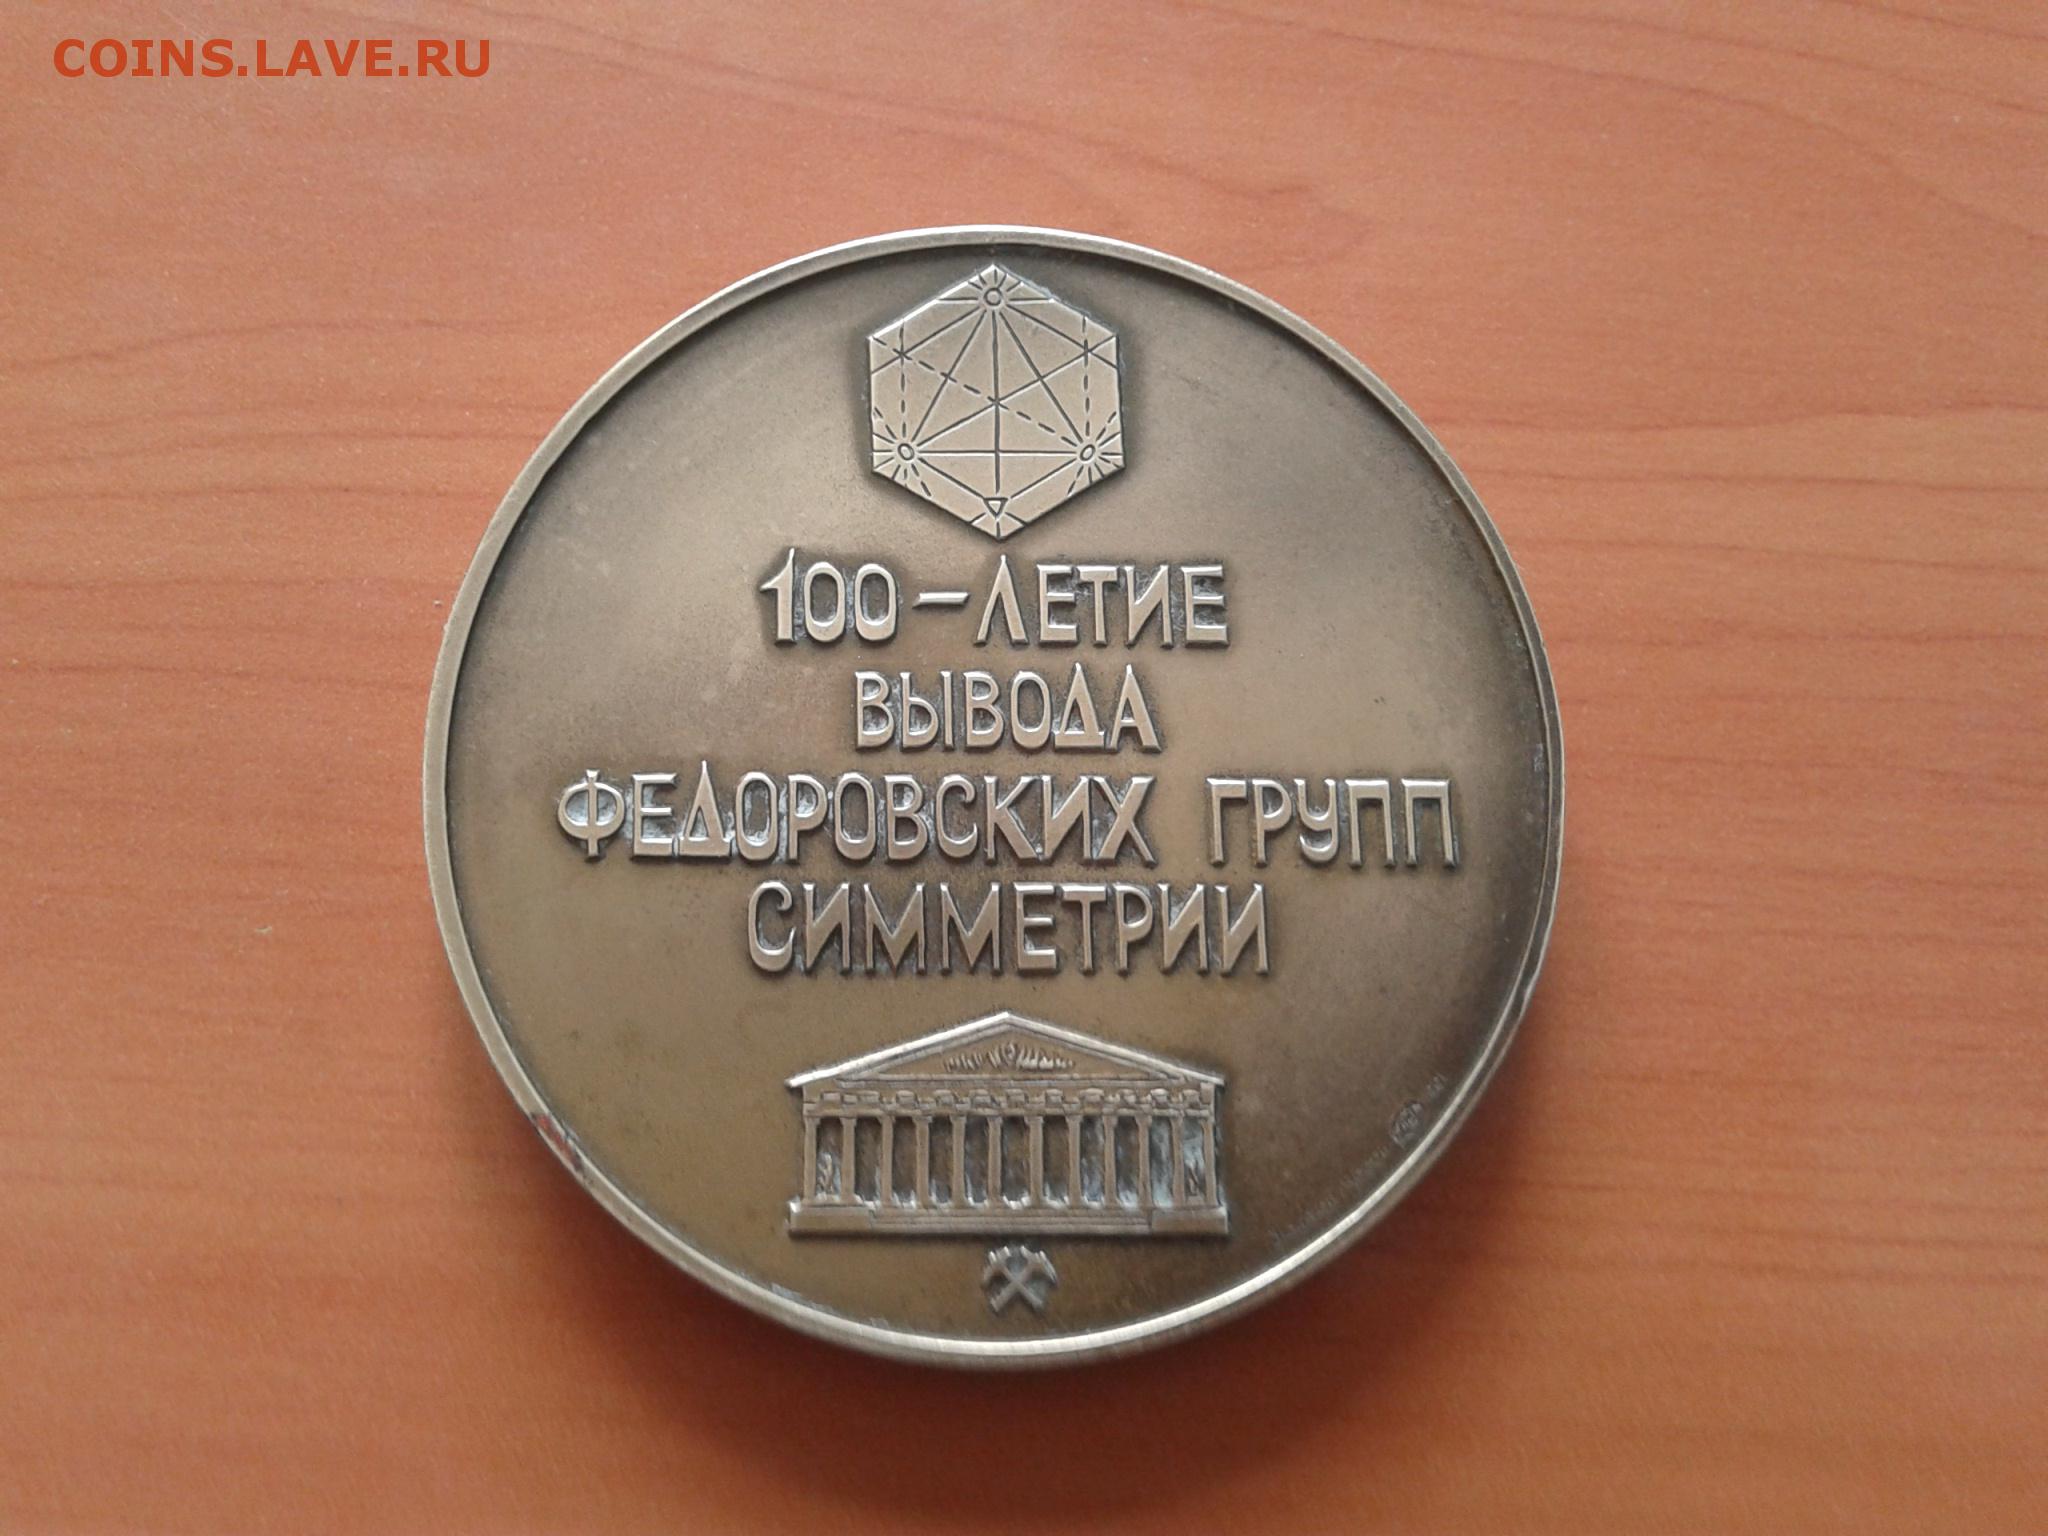 COINS.LAVE.RU
100-ЛЕТИЕ
ВЫВОДА
ФЕДОРОВСКИХ ГРУПП
СИММЕТРИИ